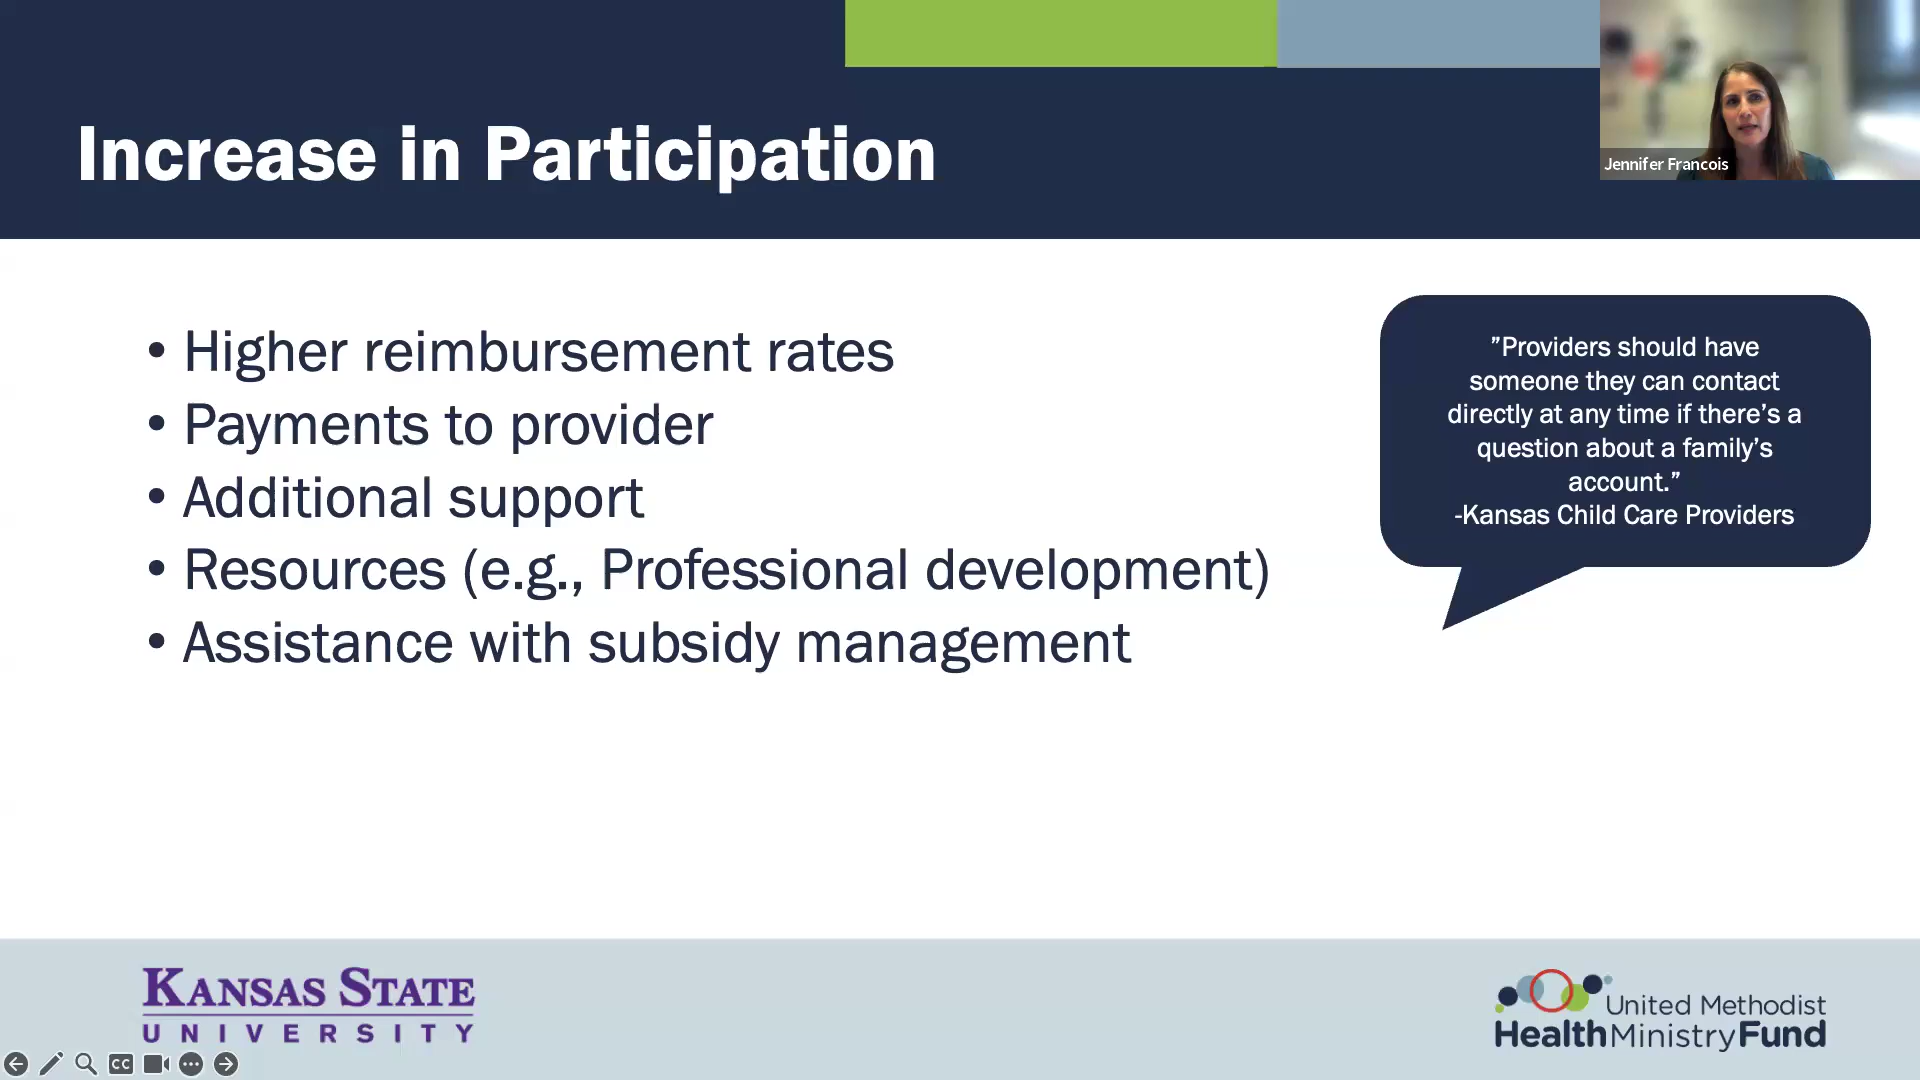 Increase in Participation
Jennifer Francois
• Higher reimbursement rates
• Payments to provider
• Additional support
• Resources (e.g., Professional development)
• Assistance with subsidy management
”Providers should have
someone they can contact
directly at any time if there’s a
question about a family’s
account.”
-Kansas Child Care Providers
KANSAS STATE
UNIVERSITY
United Methodist
HealthMinistryFund
CC